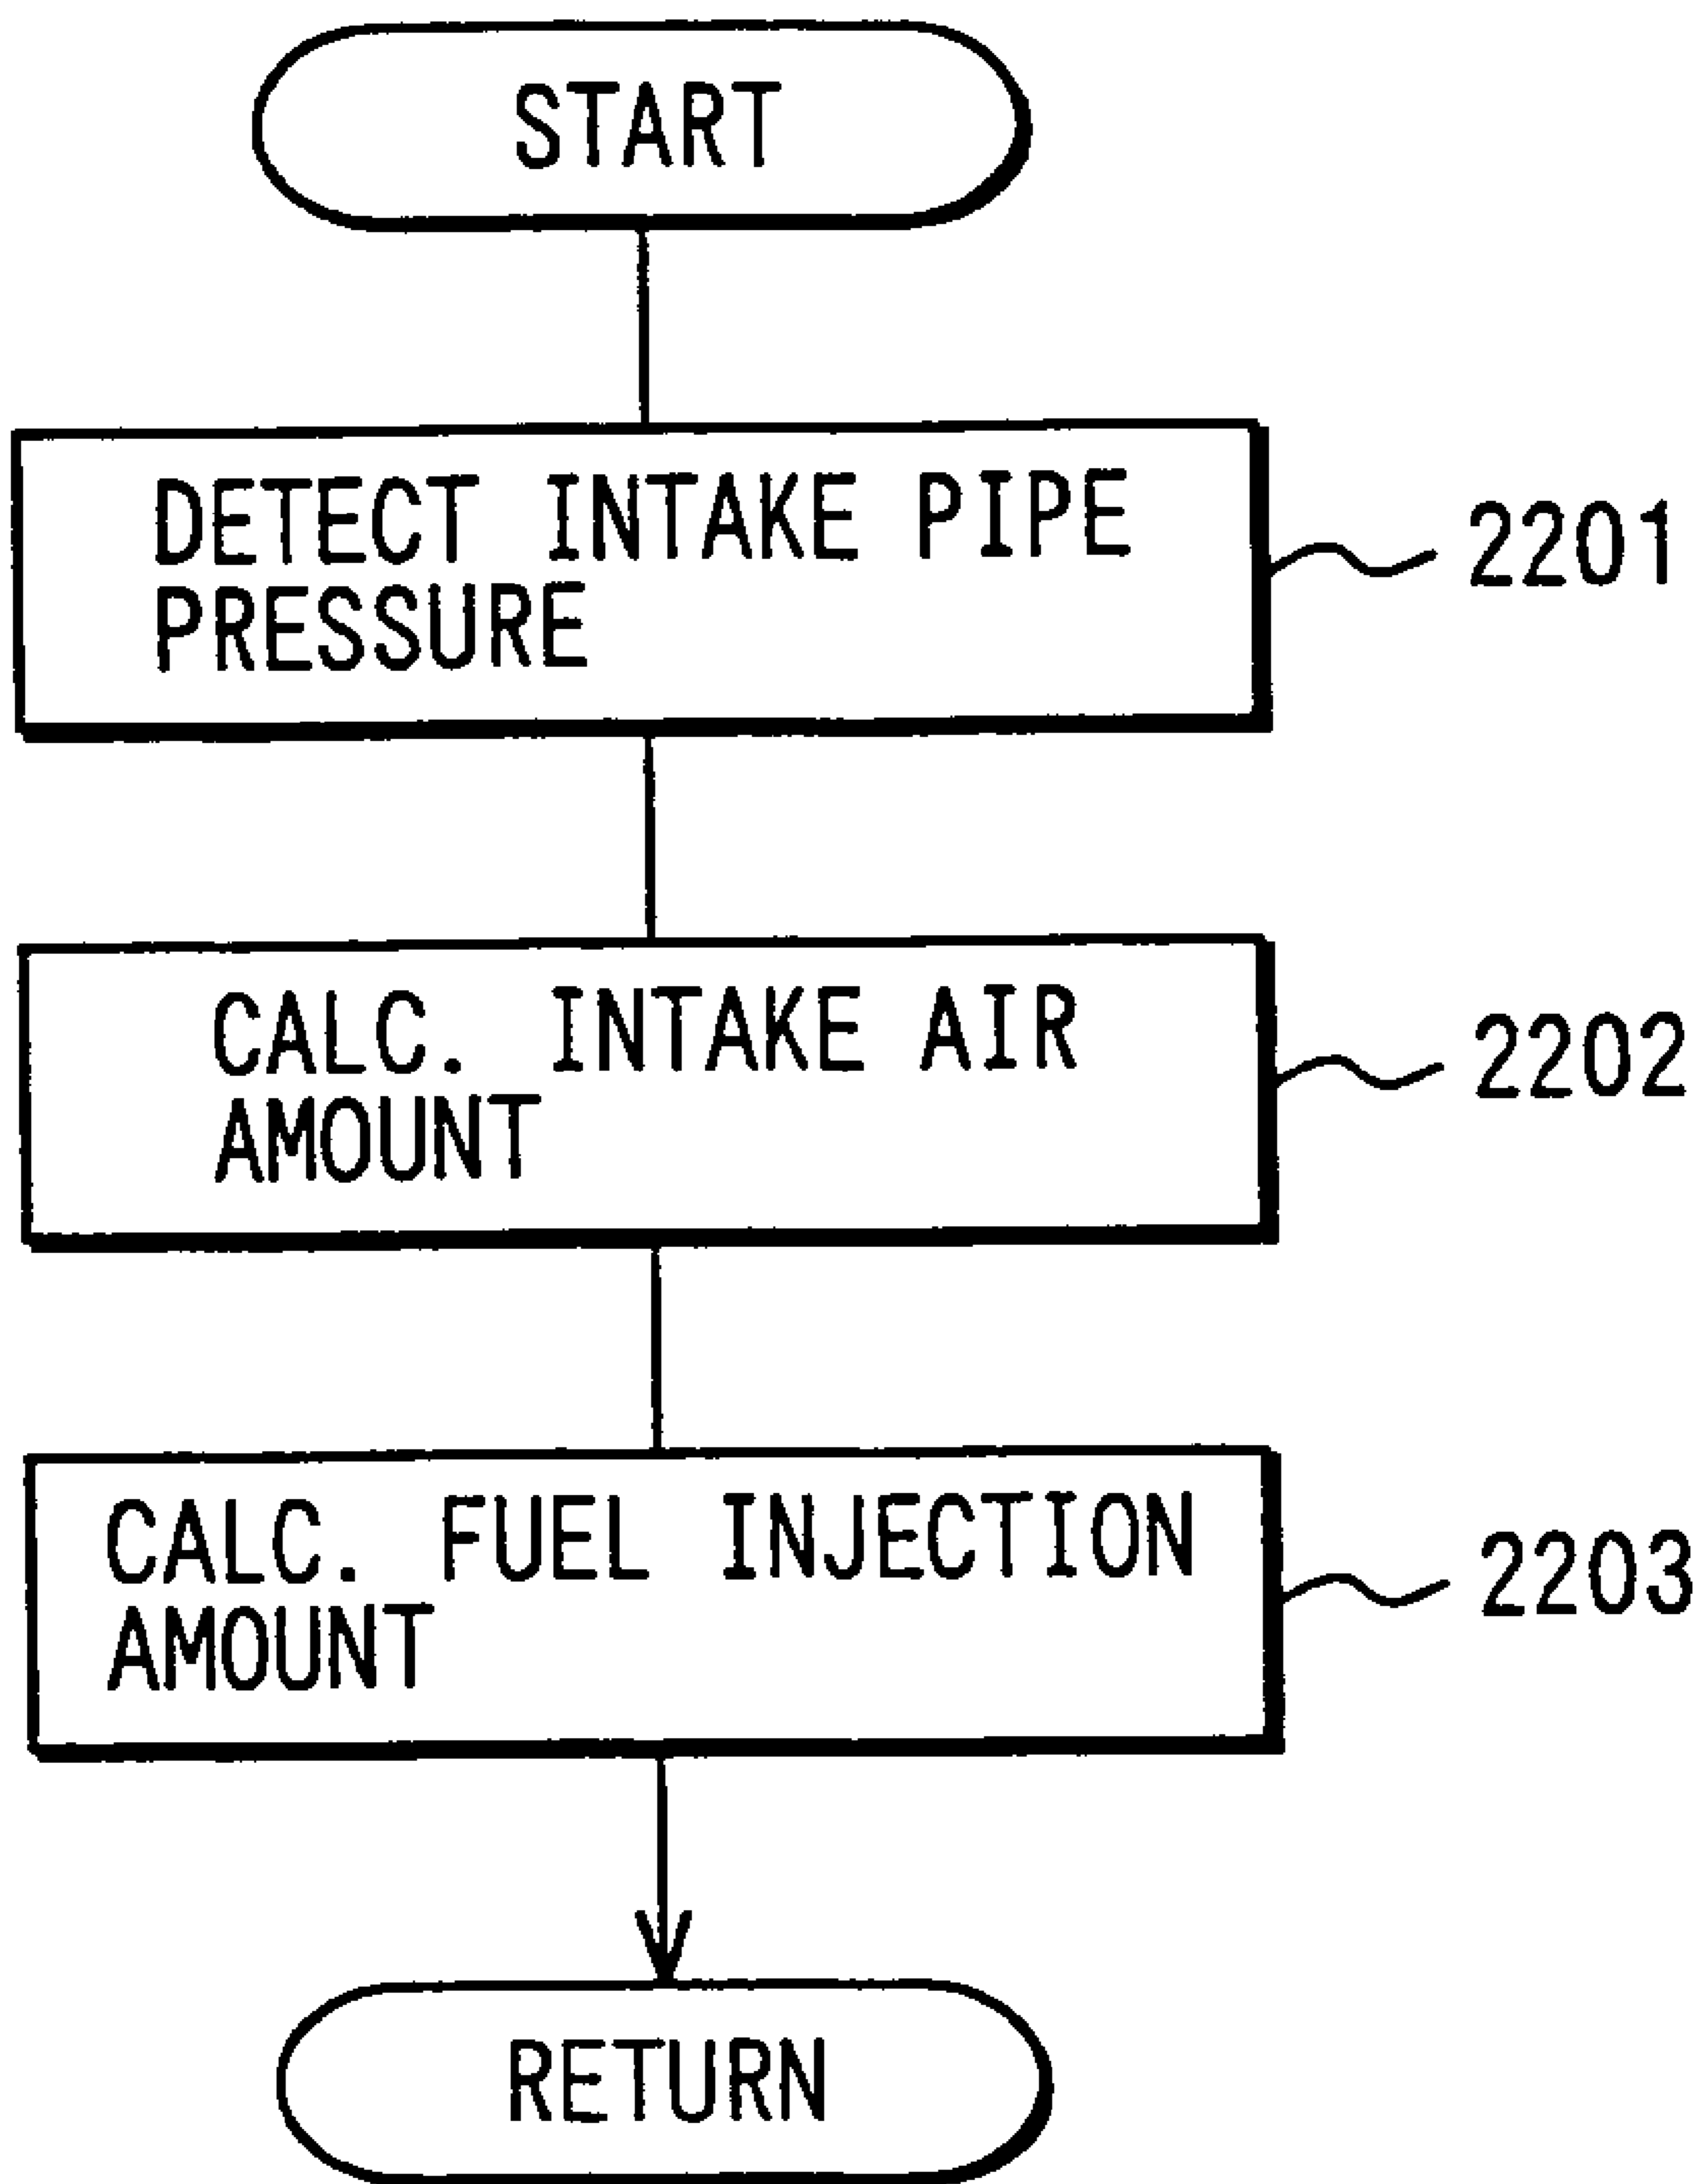 START
DETECT INTAKE PIPE
PRESSURE
2201
CALC. INTAKE AIR
AMOUNT
2202
CALC. FUEL INJECTION
AMOUNT
2203
RETURN